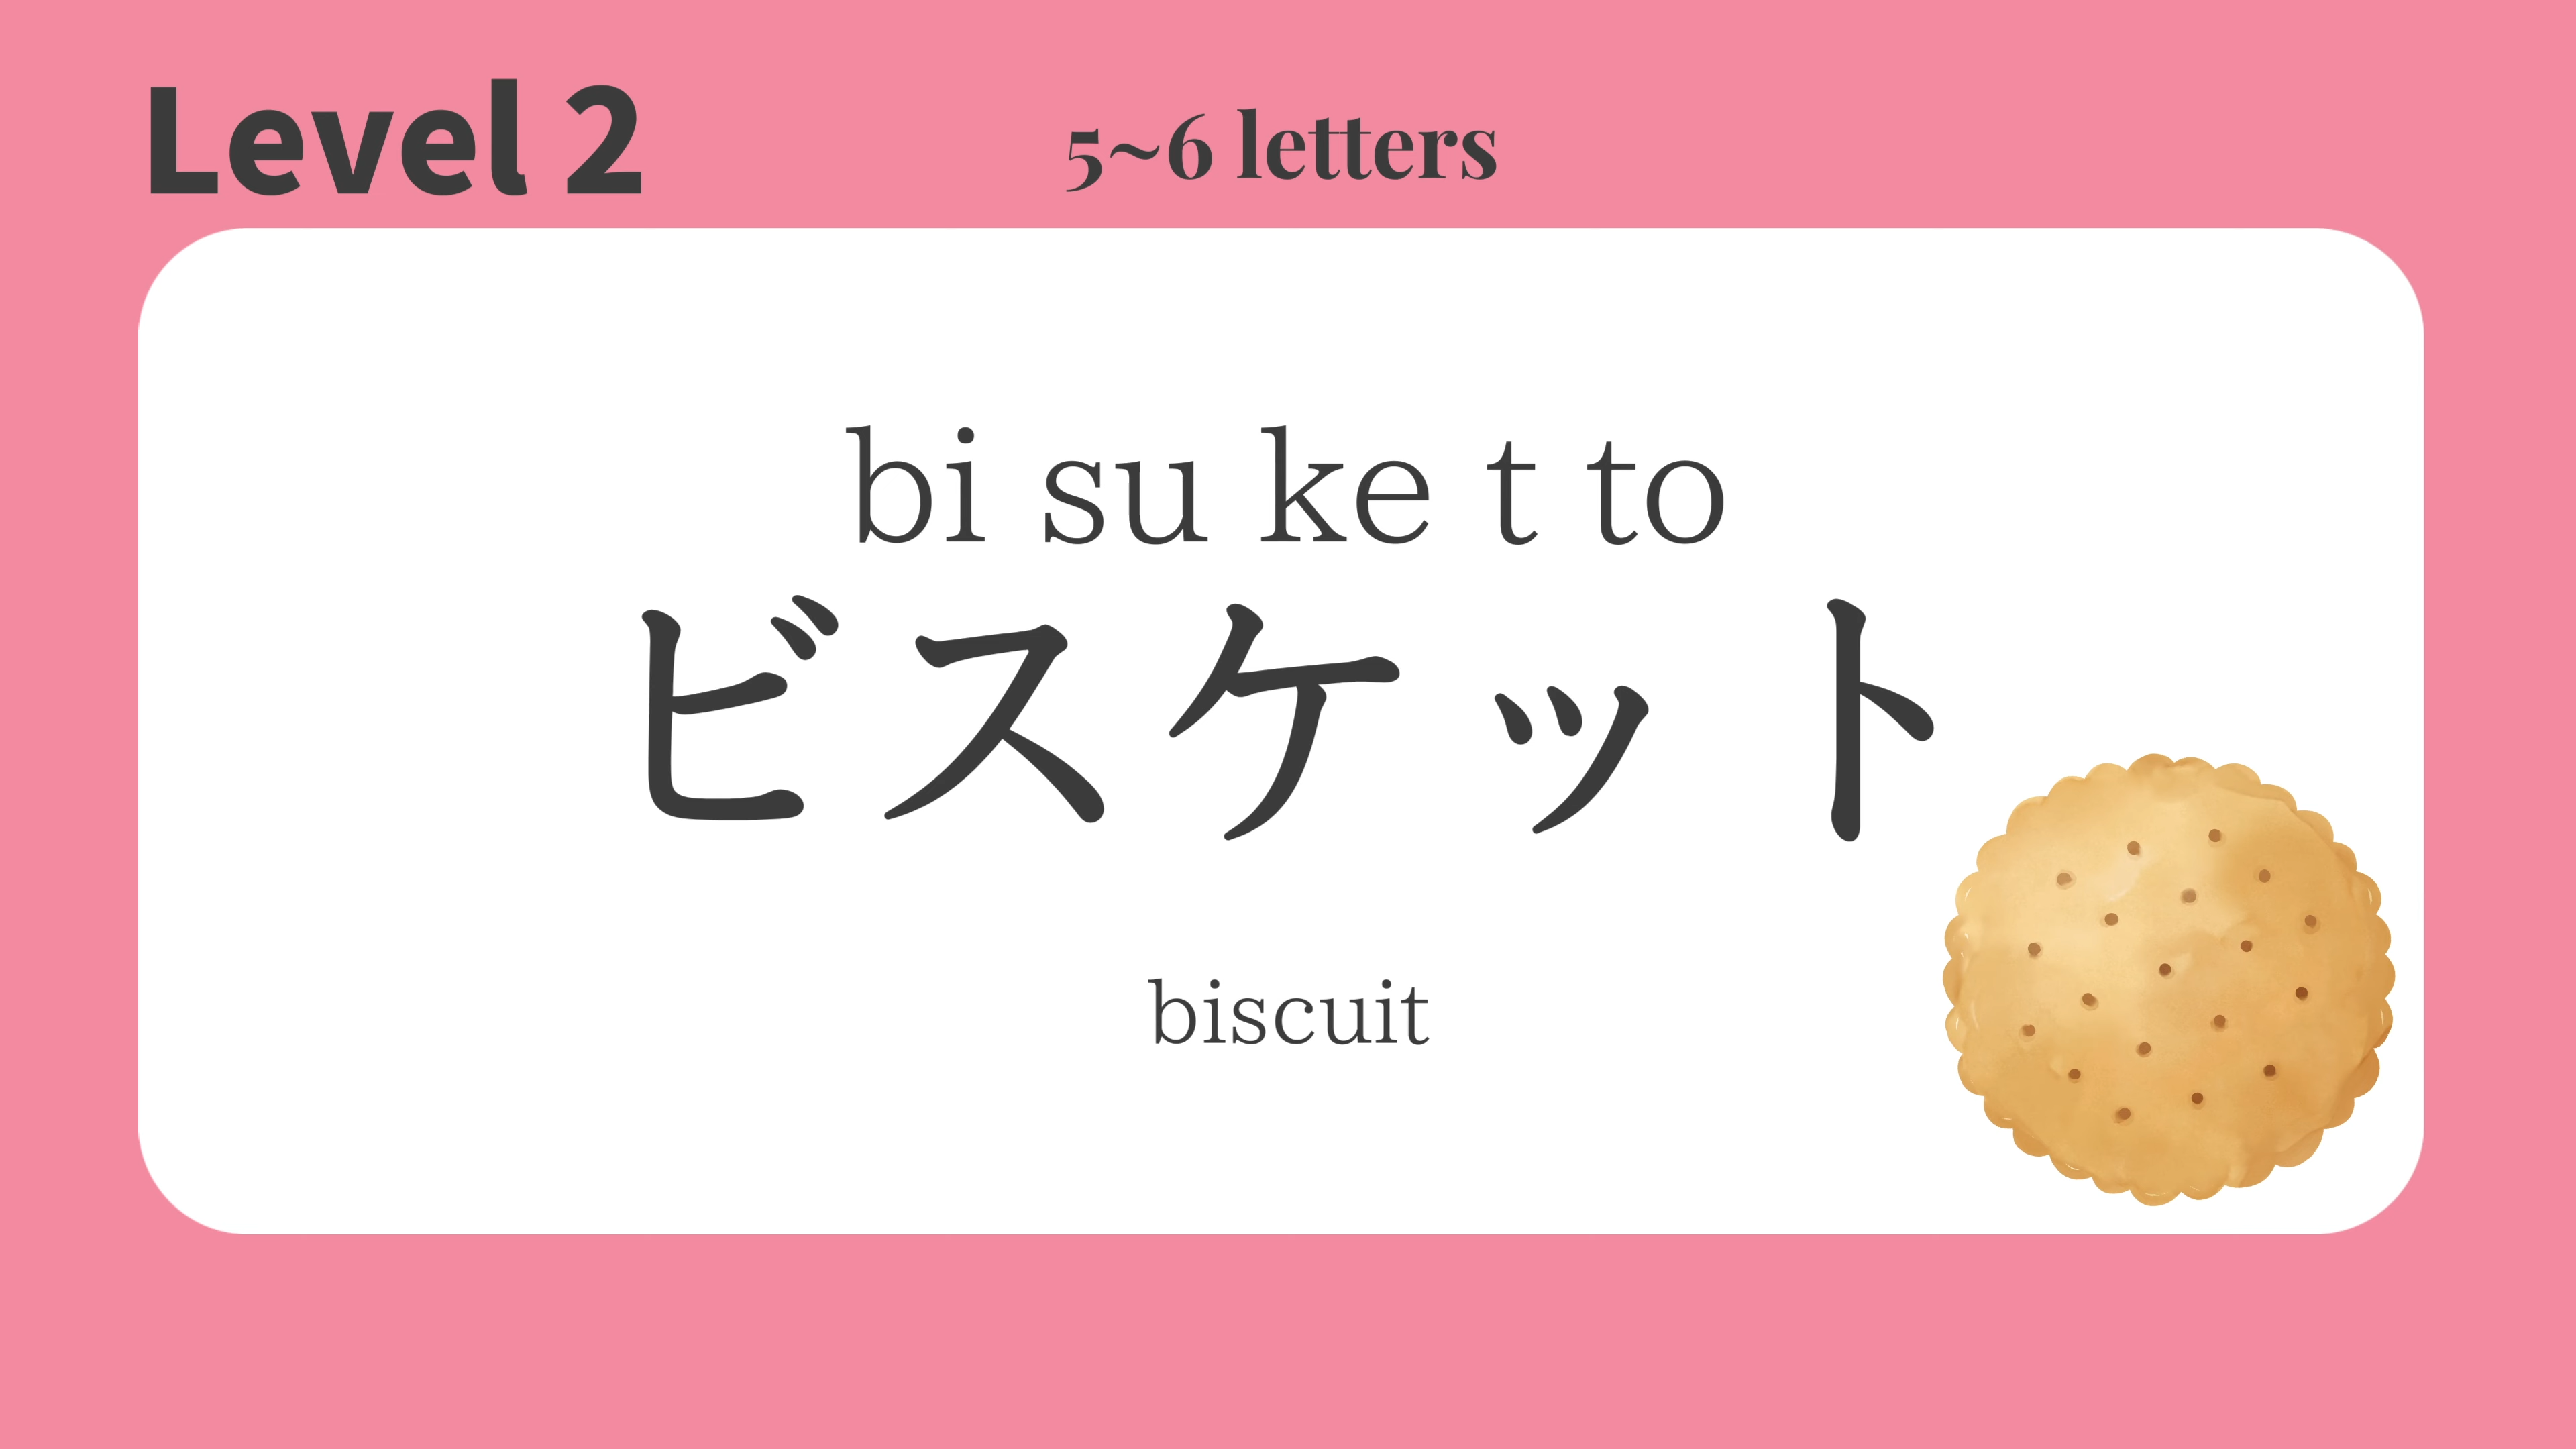 Level 2
5~6 letters
bi su ke t to
ビスケット
biscuit